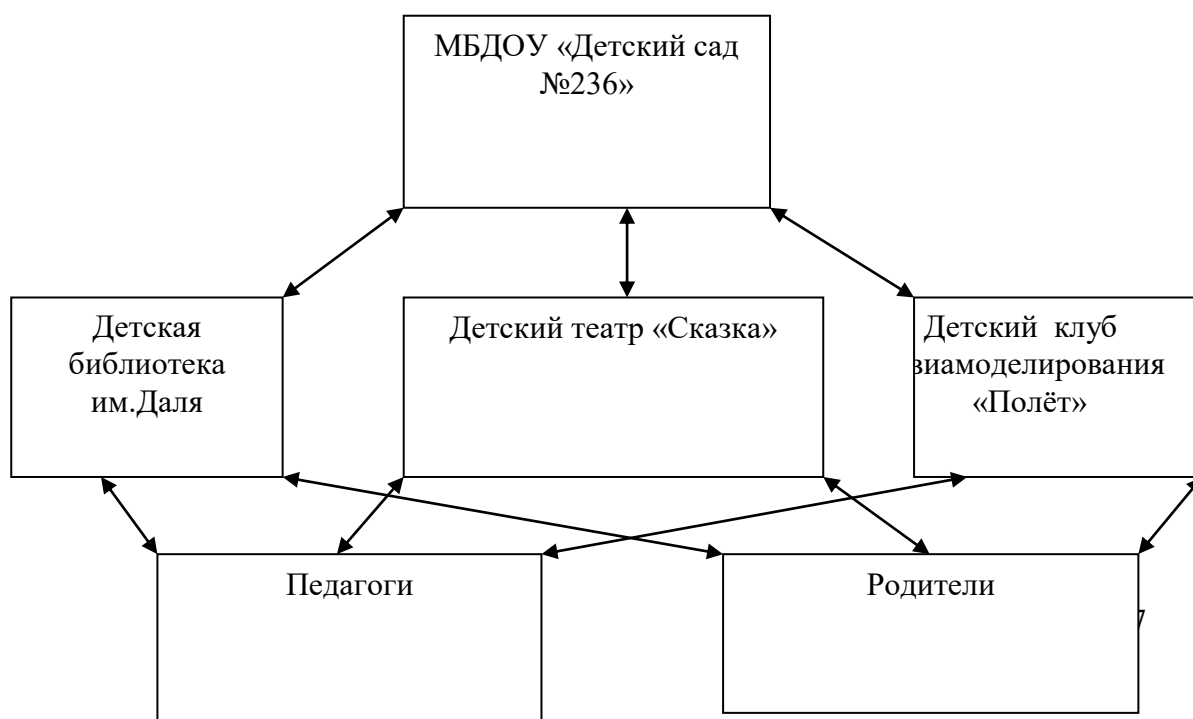 МБДОУ «Детский сад
№236»
Детская
библиотека
им.Даля
Детский театр «Сказка»
Детский клуб
виамоделирования
«Полёт»
Педагоги
Родители